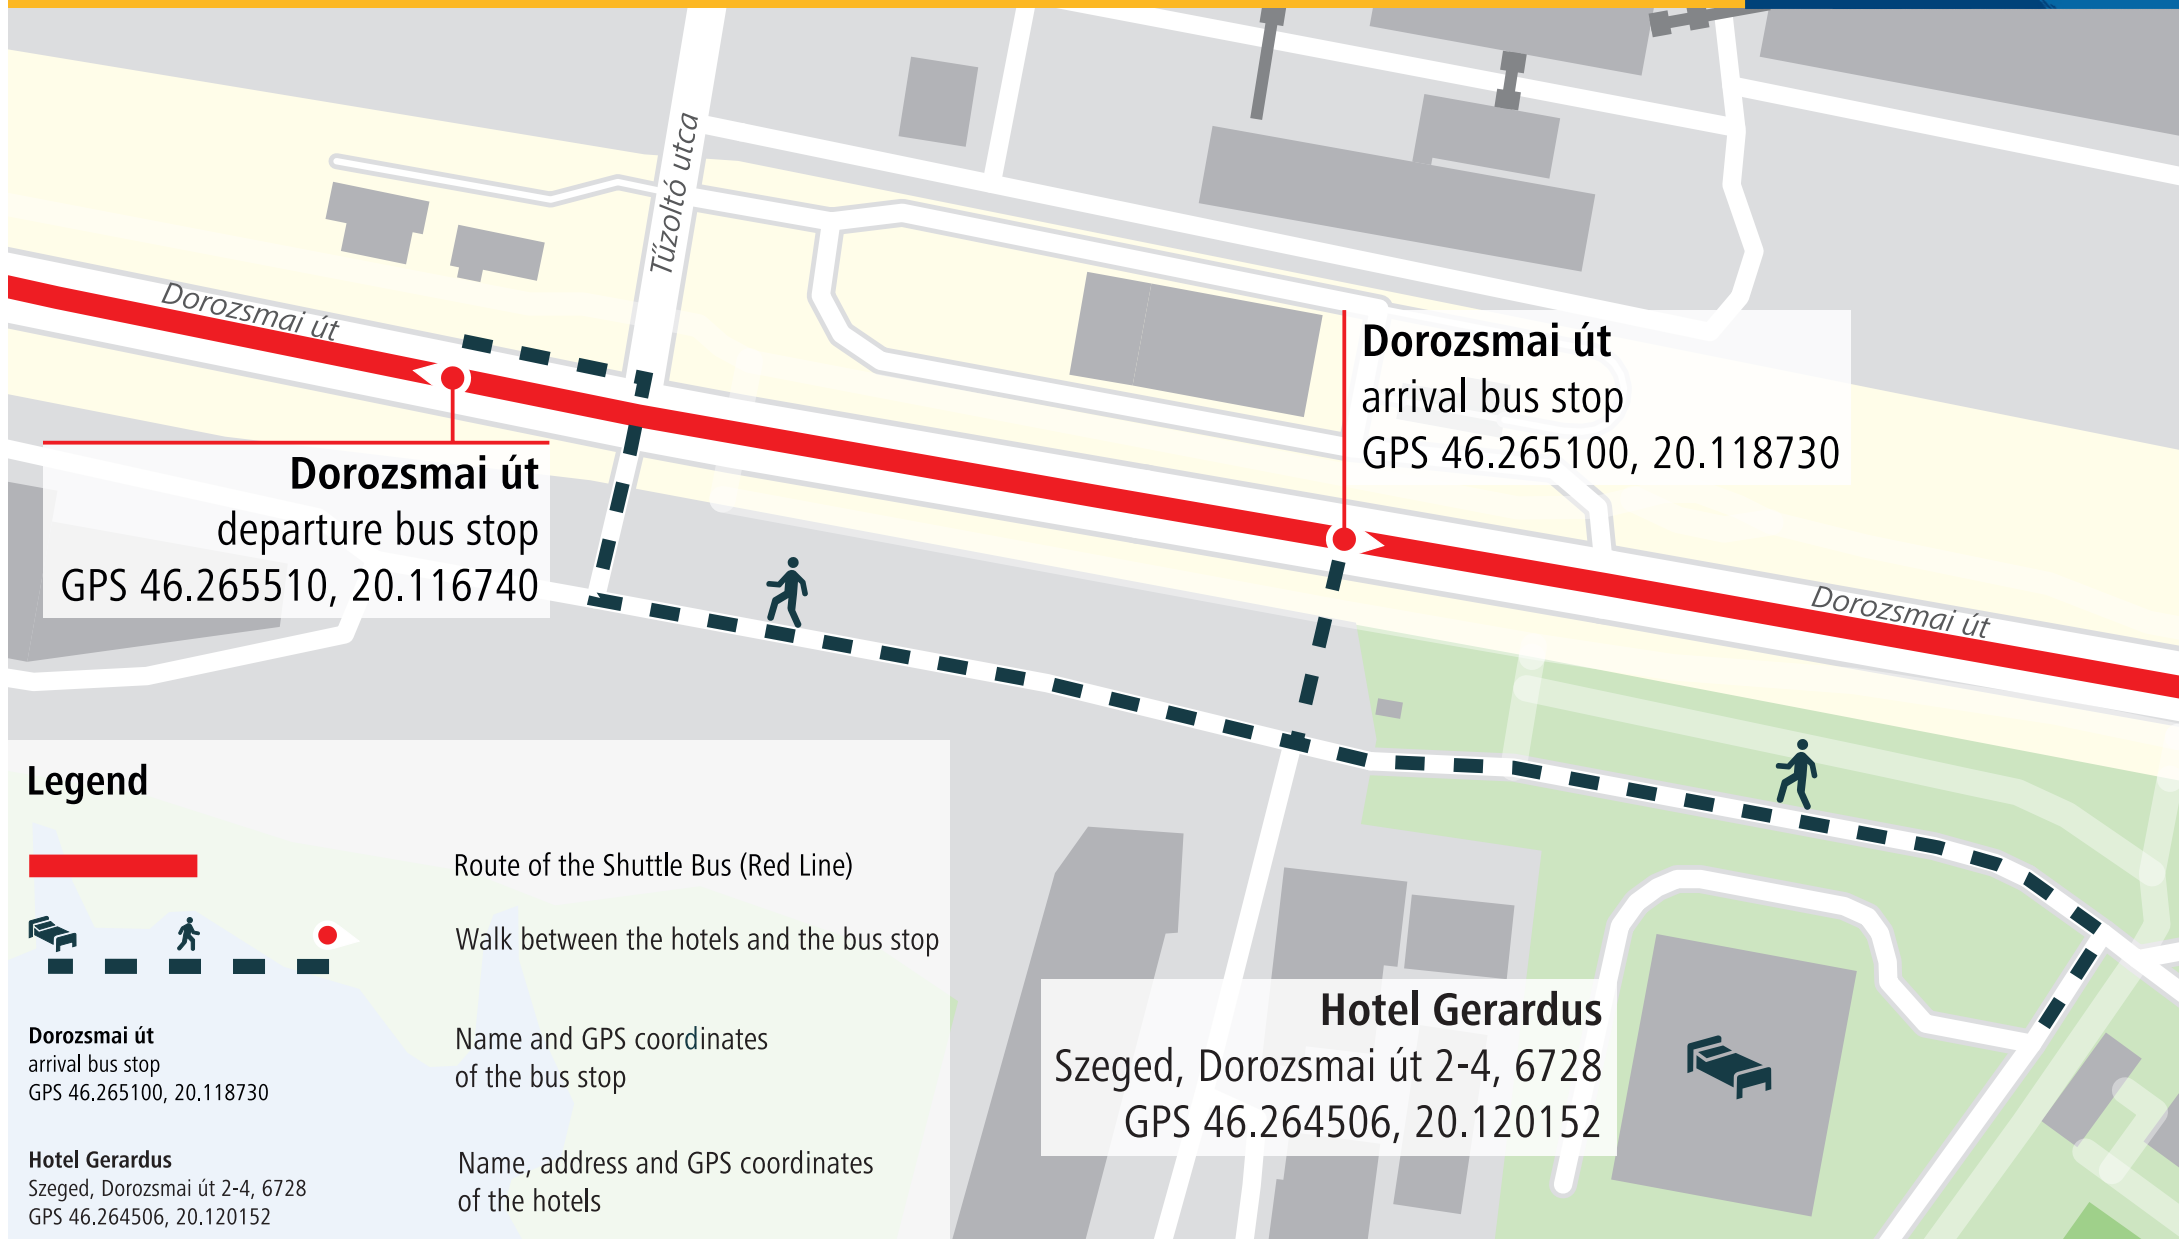 Tűzoltó utca
Dorozsmai út
Dorozsmai út
arrival bus stop
GPS 46.265100, 20.118730
Dorozsmai út
departure bus stop
GPS 46.265510, 20.116740
Dorozsmai út
Legend
Route of the Shuttle Bus (Red Line)
Walk between the hotels and the bus stop
Dorozsmai út
arrival bus stop
GPS 46.265100, 20.118730
Name and GPS coordinates
of the bus stop
Hotel Gerardus
Szeged, Dorozsmai út 2-4, 6728
GPS 46.264506, 20.120152
Name, address and GPS coordinates
of the hotels
Hotel Gerardus
Szeged, Dorozsmai út 2-4, 6728
GPS 46.264506, 20.120152